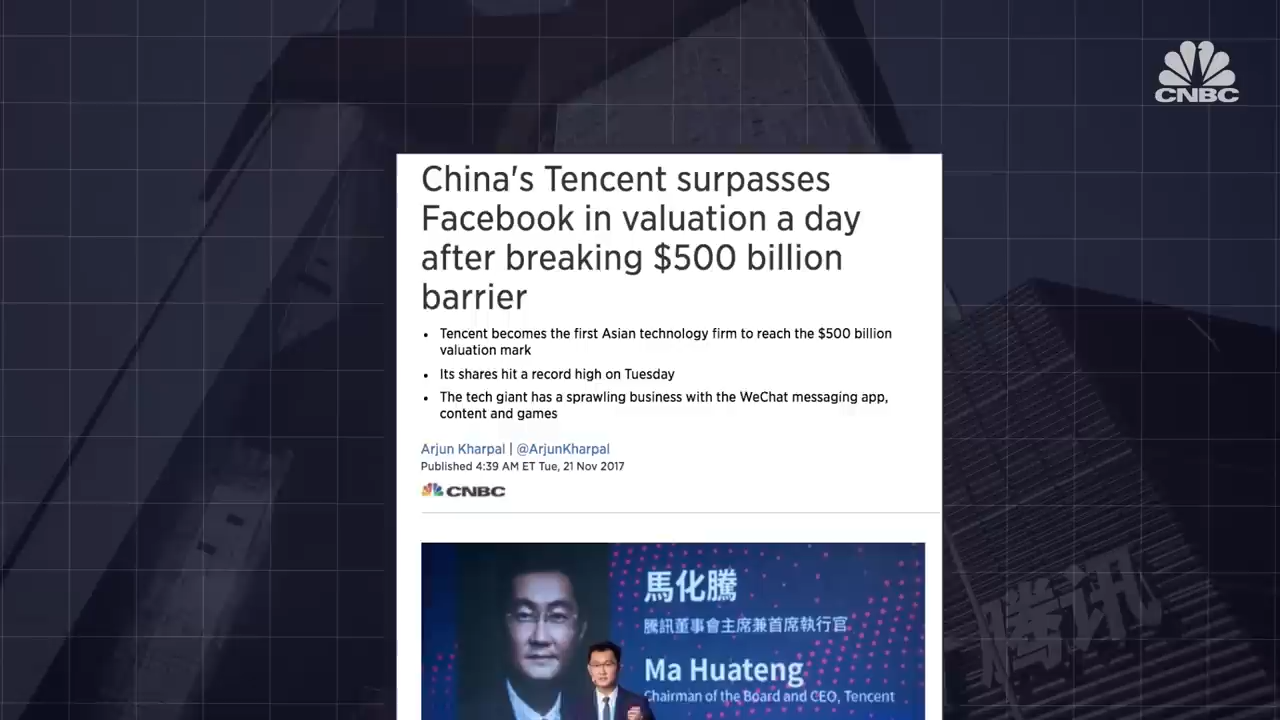 CNBC
China's Tencent surpasses
Facebook in valuation a day
after breaking $500 billion
barrier
• Tencent becomes the first Asian technology firm to reach the $500 billion
valuation mark
• Its shares hit a record high on Tuesday
• The tech giant has a sprawling business with the WeChat messaging app,
content and games
Arjun Kharpal | @ArjunKharpal
Published 4:39 AM ET Tue, 21 Nov 2017
CNBC
馬化騰
騰訊董事會主席兼首席執行官
Ma Huateng
Chairman of the Board and CEO, Tencent
腾讯